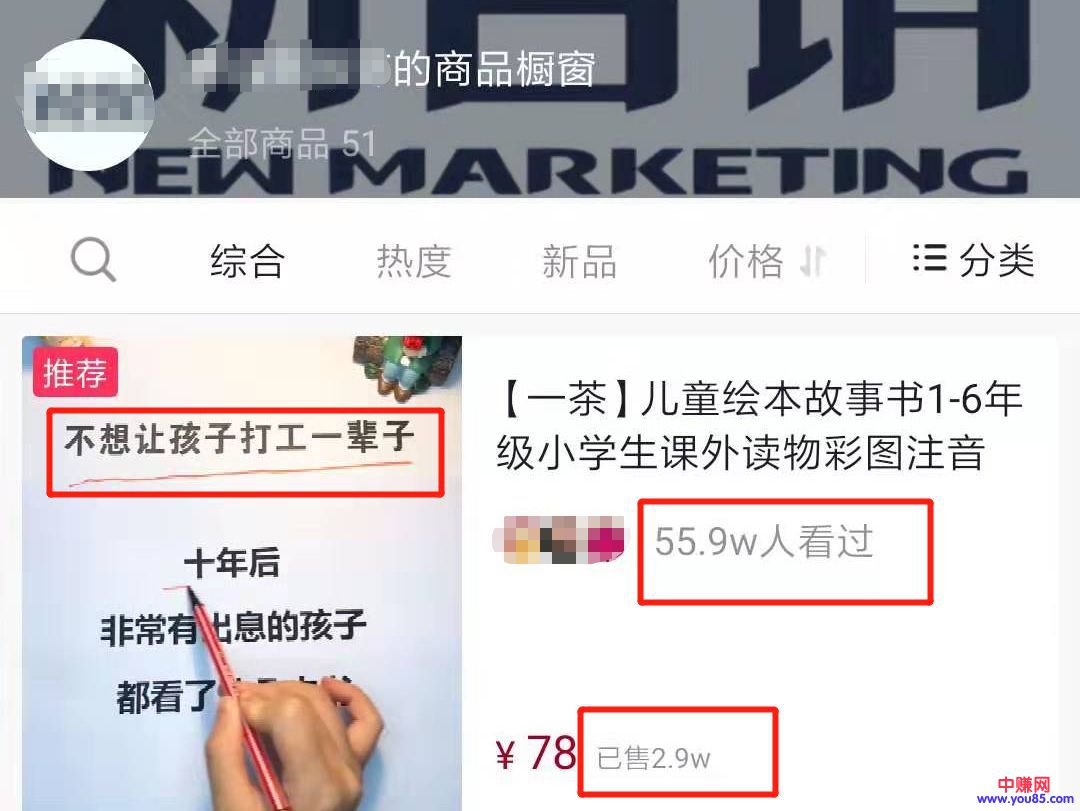 的商品橱窗
全部商品 51
NEW MARKETING
综合
热度
新品
价格
分类
推荐
不想让孩子打工一辈子
十年后
非常有出息的孩子
都看了
【一茶】儿童绘本故事书1-6年
级小学生课外读物彩图注音
55.9w人看过
¥ 78
已售2.9w
中赚网
www.you85.com